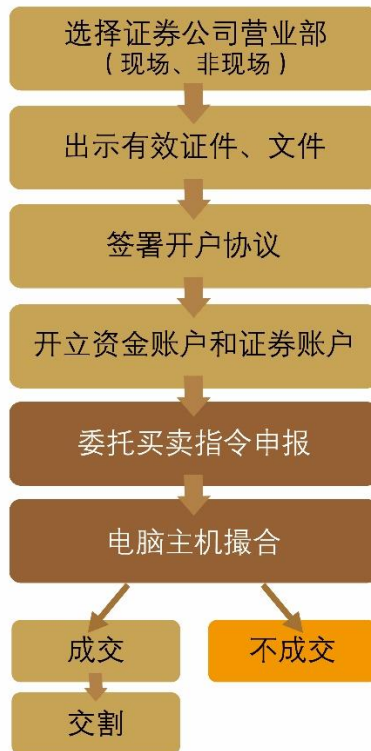 选择证券公司营业部
（现场、非现场）
出示有效证件、文件
签署开户协议
开立资金账户和证券账户
委托买卖指令申报
电脑主机撮合
成交
不成交
交割